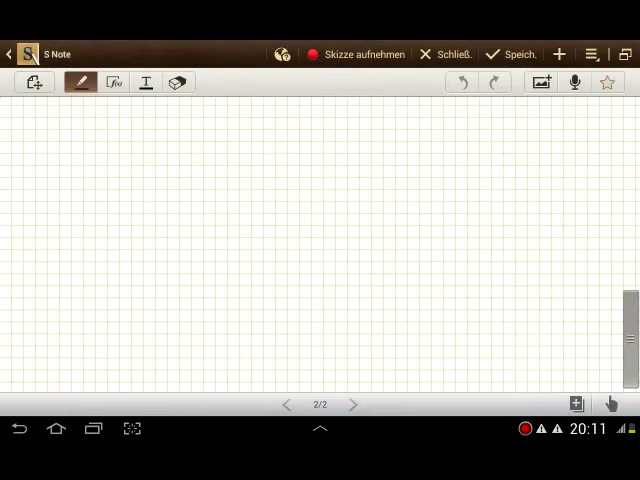 S Note Skizze aufnehmen Schließ. Speich.
f(x) T
2/2
20:11